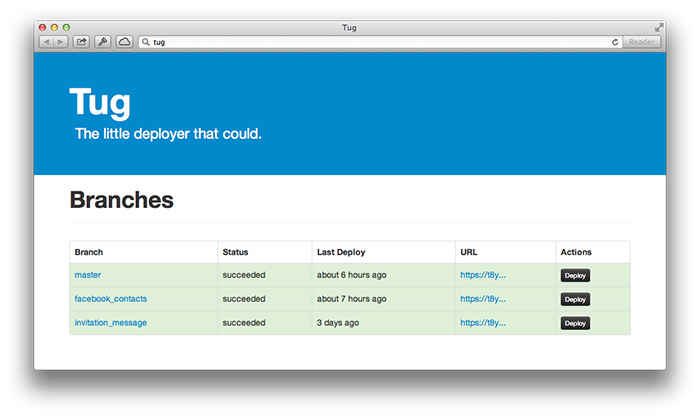 Tug
tug
Reader
Tug
The little deployer that could.
Branches
Branch Status Last Deploy URL Actions
master succeeded about 6 hours ago https://t8y... Deploy
facebook_contacts succeeded about 7 hours ago https://t8y... Deploy
invitation_message succeeded 3 days ago https://t8y... Deploy